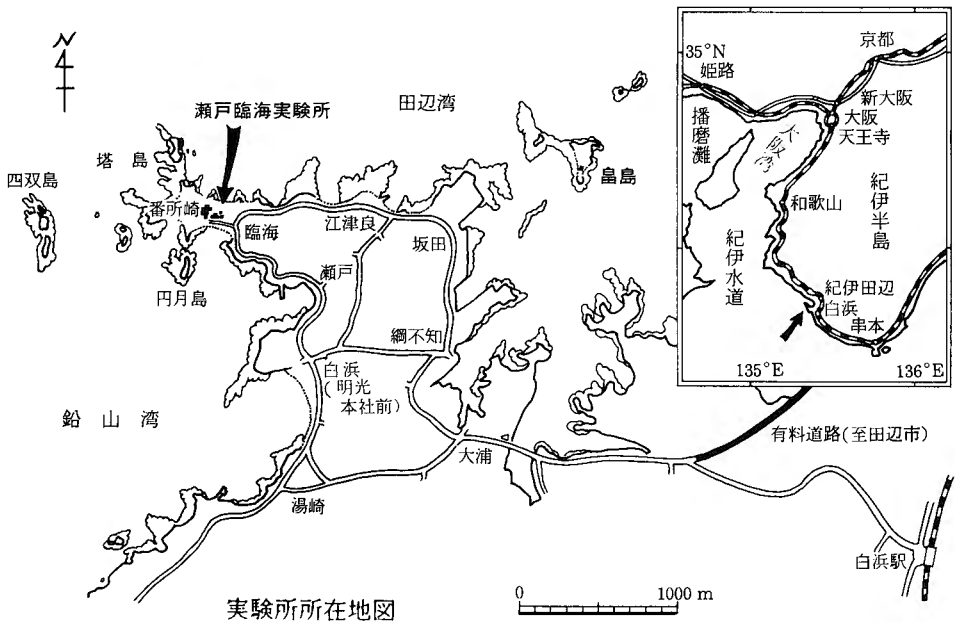 N
瀬戸臨海実験所
田辺湾
塔島
四双島
番所崎
臨海
円月島
江津良
瀬戸
坂田
畠島
綱不知
白浜
(明光
本社前)
鉛山湾
大浦
湯崎
有料道路(至田辺市)
白浜駅
実験所所在地図
0 1000 m
35°N
京都
姫路
新大阪
大阪
天王寺
播磨灘
大阪湾
和歌山
紀伊半島
紀伊水道
紀伊田辺
白浜
串本
135°E
136°E